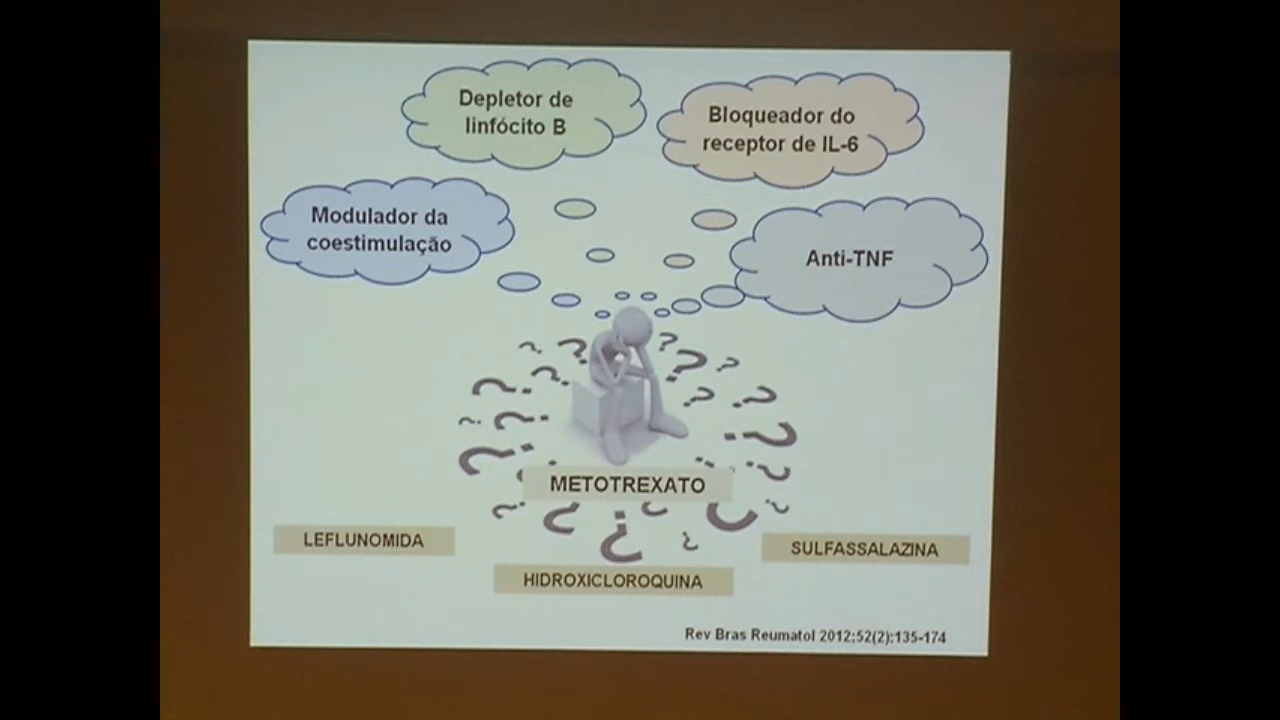 Depletor de
linfócito B
Bloqueador do
receptor de IL-6
Modulador da
coestimulação
Anti-TNF
METOTREXATO
LEFLUNOMIDA
SULFASSALAZINA
HIDROXICLOROQUINA
Rev Bras Reumatol 2012;52(2):135-174